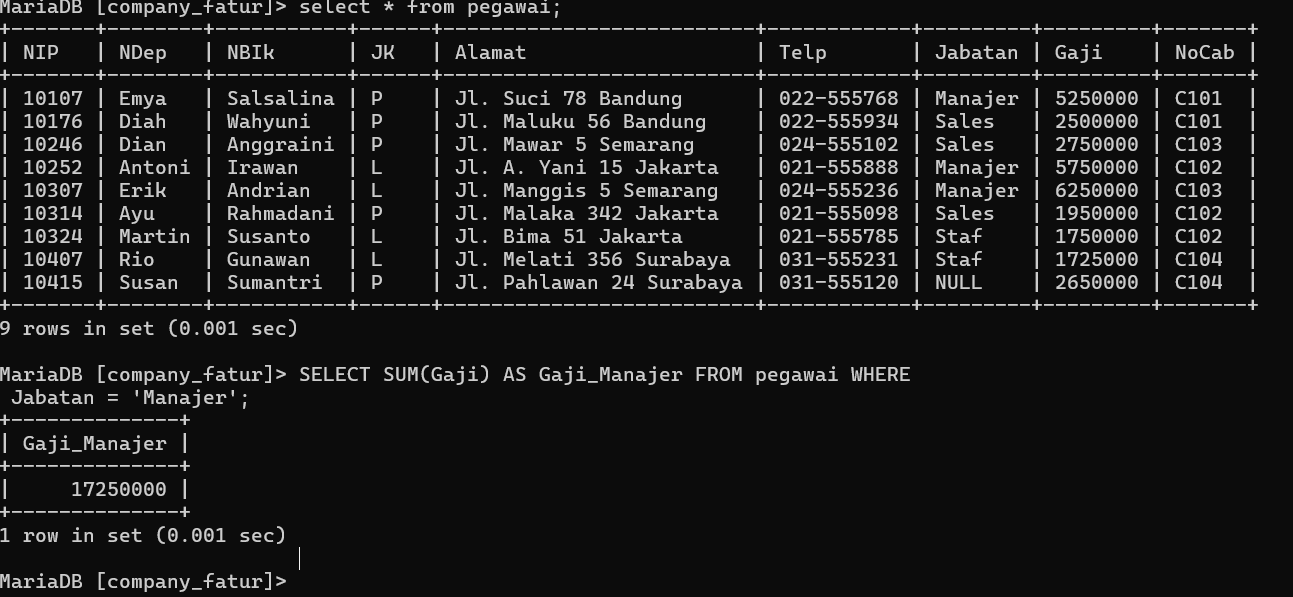 MariaDB [company_fatur]> select * from pegawai;
+-------+--------+-----------+------+--------------------------+------------+---------+---------+-------+
| NIP   | NDep   | NBIk      | JK   | Alamat                   | Telp       | Jabatan | Gaji    | NoCab |
+-------+--------+-----------+------+--------------------------+------------+---------+---------+-------+
| 10107 | Emya   | Salsalina | P    | Jl. Suci 78 Bandung      | 022-555768 | Manajer | 5250000 | C101  |
| 10176 | Diah   | Wahyuni   | P    | Jl. Maluku 56 Bandung    | 022-555934 | Sales   | 2500000 | C101  |
| 10246 | Dian   | Anggraini | P    | Jl. Mawar 5 Semarang     | 024-555102 | Sales   | 2750000 | C103  |
| 10252 | Antoni | Irawan    | L    | Jl. A. Yani 15 Jakarta   | 021-555888 | Manajer | 5750000 | C102  |
| 10307 | Erik   | Andrian   | L    | Jl. Manggis 5 Semarang   | 024-555236 | Manajer | 6250000 | C103  |
| 10314 | Ayu    | Rahmadani | P    | Jl. Malaka 342 Jakarta   | 021-555098 | Sales   | 1950000 | C102  |
| 10324 | Martin | Susanto   | L    | Jl. Bima 51 Jakarta      | 021-555785 | Staf    | 1750000 | C102  |
| 10407 | Rio    | Gunawan   | L    | Jl. Melati 356 Surabaya  | 031-555231 | Staf    | 1725000 | C104  |
| 10415 | Susan  | Sumantri  | P    | Jl. Pahlawan 24 Surabaya | 031-555120 | NULL    | 2650000 | C104  |
+-------+--------+-----------+------+--------------------------+------------+---------+---------+-------+
9 rows in set (0.001 sec)

MariaDB [company_fatur]> SELECT SUM(Gaji) AS Gaji_Manajer FROM pegawai WHERE
 Jabatan = 'Manajer';
+--------------+
| Gaji_Manajer |
+--------------+
|     17250000 |
+--------------+
1 row in set (0.001 sec)

MariaDB [company_fatur]>